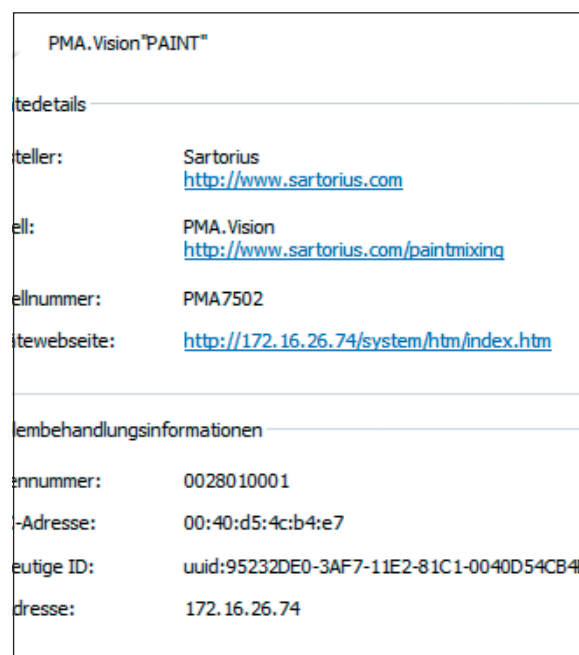 PMA.Vision"PAINT"
itedetails
steller: Sartorius
http://www.sartorius.com
ell: PMA.Vision
http://www.sartorius.com/paintmixing
ellnummer: PMA7502
itewebseite: http://172.16.26.74/system/htm/index.htm
lembehandlungsinformationen
ennummer: 0028010001
-Adresse: 00:40:d5:4c:b4:e7
eutige ID: uuid:95232DE0-3AF7-11E2-81C1-0040D54CB4
dresse: 172.16.26.74